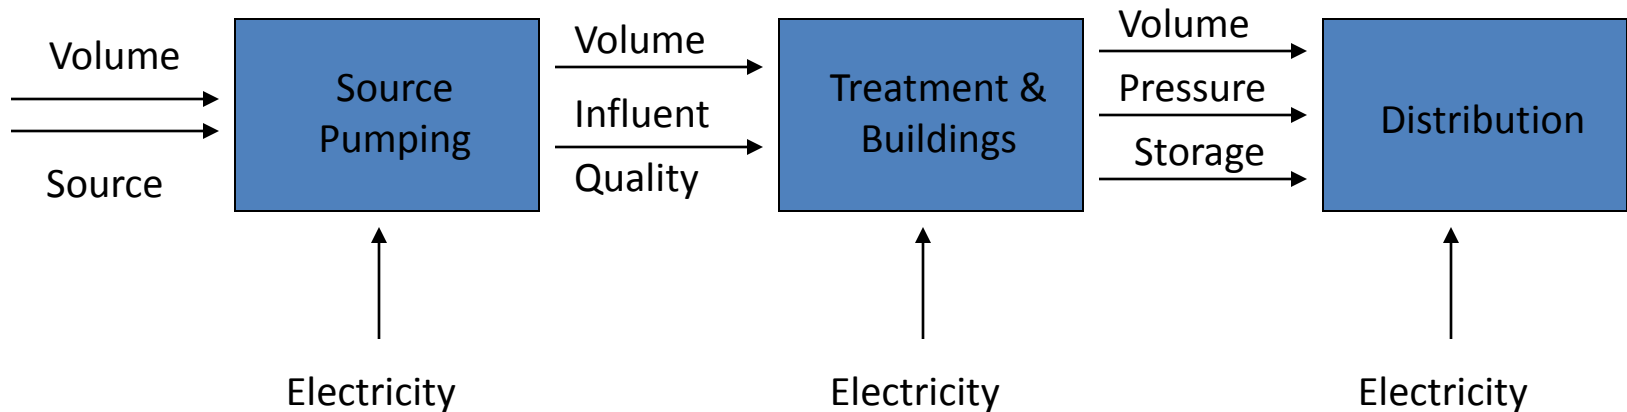 Volume
Source
Source
Pumping
Volume
Influent
Quality
Treatment &
Buildings
Volume
Pressure
Storage
Distribution
Electricity
Electricity
Electricity